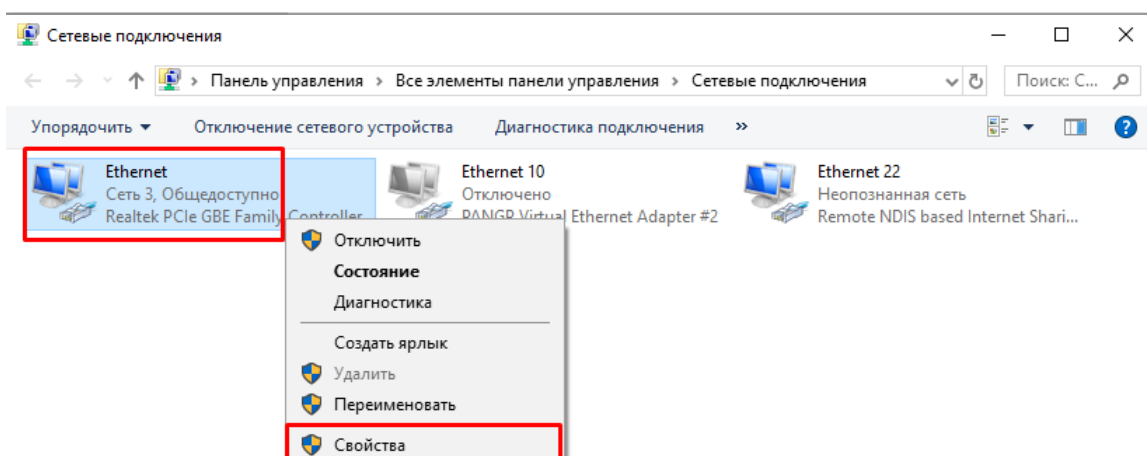 Сетевые подключения
Панель управления > Все элементы панели управления > Сетевые подключения
Поиск: С...
Упорядочить Отключение сетевого устройства Диагностика подключения »
Ethernet
Сеть 3, Общедоступно
Realtek PCIe GBE Family Controller
Ethernet 10
Отключено
PANGP Virtual Ethernet Adapter #2
Ethernet 22
Неопознанная сеть
Remote NDIS based Internet Shari...
Отключить
Состояние
Диагностика
Создать ярлык
Удалить
Переименовать
Свойства